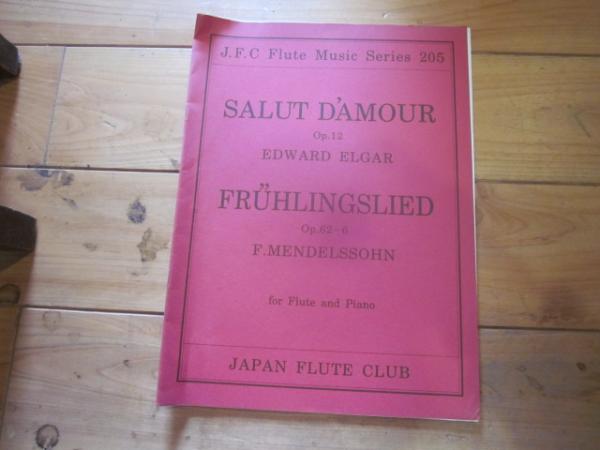 J.F.C Flute Music Series 205
SALUT D'AMOUR
Op.12
EDWARD ELGAR
FRÜHLINGSLIED
Op.62-6
F.MENDELSSOHN
for Flute and Piano
JAPAN FLUTE CLUB